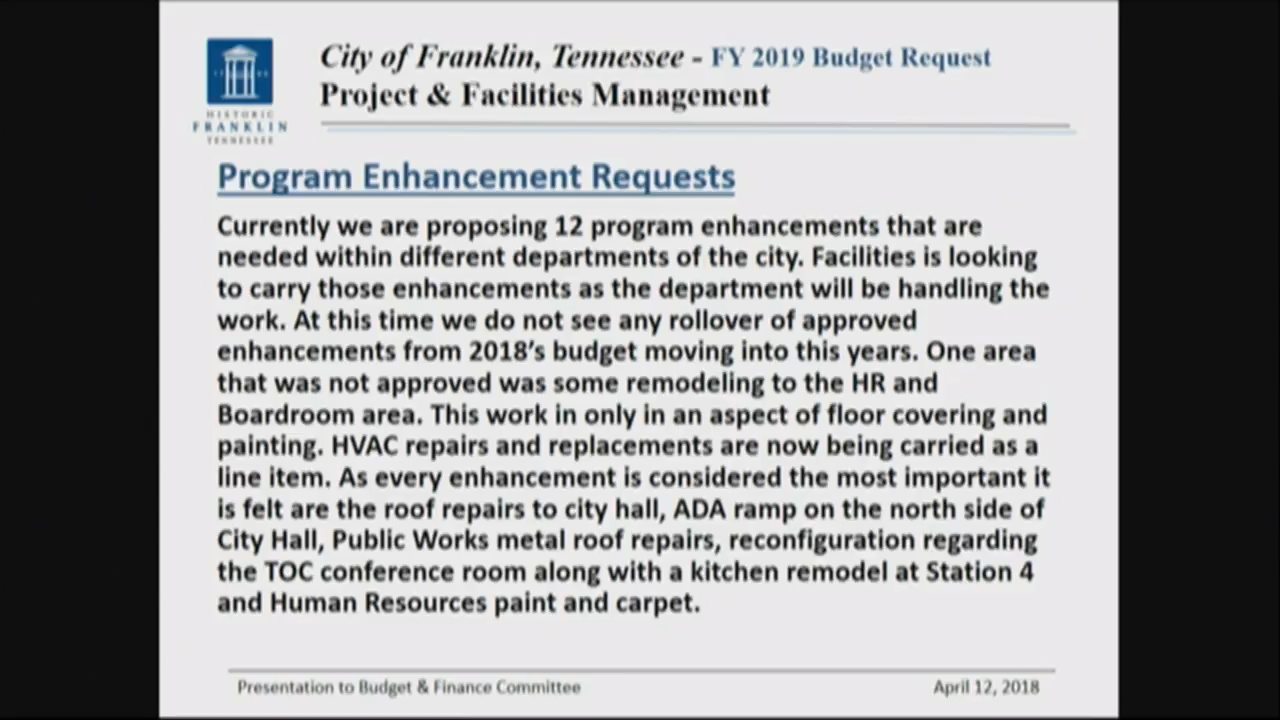 City of Franklin, Tennessee - FY 2019 Budget Request
Project & Facilities Management
HISTORIC
FRANKLIN
TENNESSEE
Program Enhancement Requests
Currently we are proposing 12 program enhancements that are
needed within different departments of the city. Facilities is looking
to carry those enhancements as the department will be handling the
work. At this time we do not see any rollover of approved
enhancements from 2018's budget moving into this years. One area
that was not approved was some remodeling to the HR and
Boardroom area. This work in only in an aspect of floor covering and
painting. HVAC repairs and replacements are now being carried as a
line item. As every enhancement is considered the most important it
is felt are the roof repairs to city hall, ADA ramp on the north side of
City Hall, Public Works metal roof repairs, reconfiguration regarding
the TOC conference room along with a kitchen remodel at Station 4
and Human Resources paint and carpet.
Presentation to Budget & Finance Committee
April 12, 2018